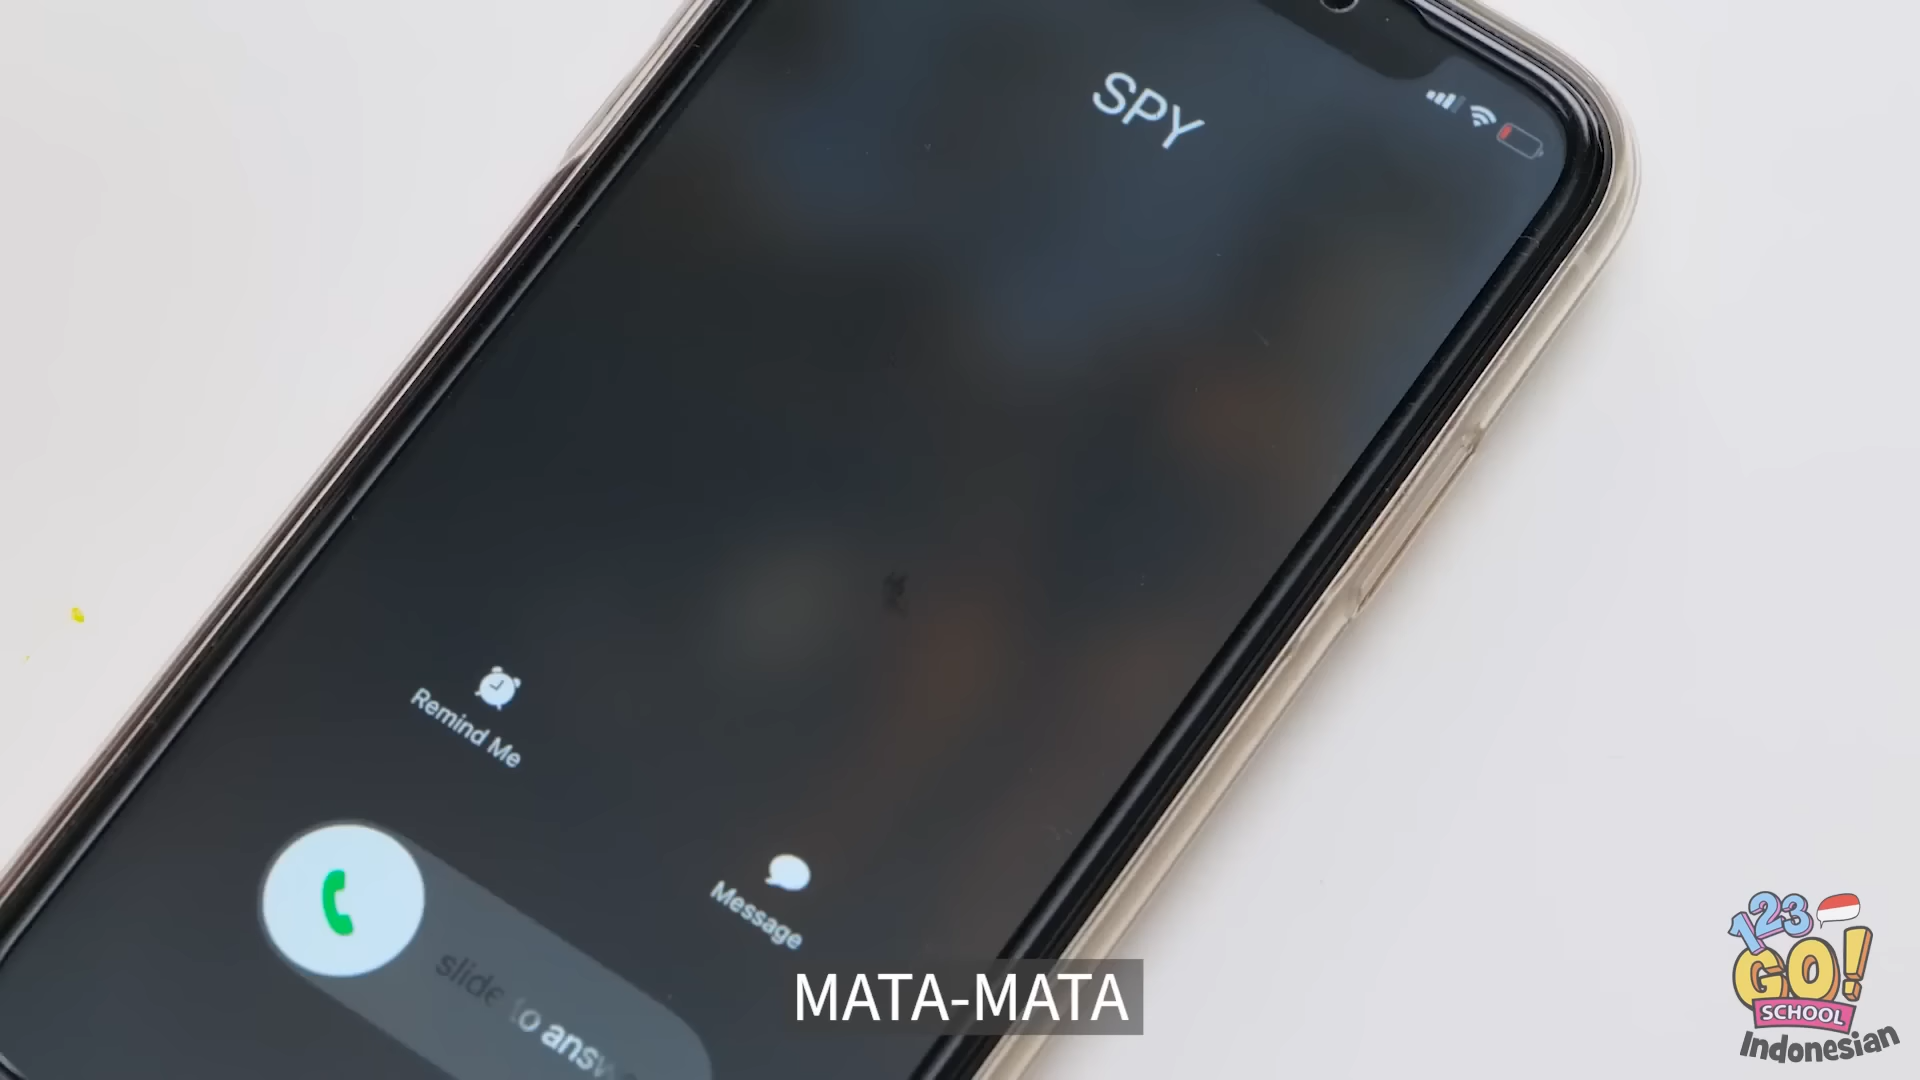 SPY
Remind Me
Message
slide to answ
MATA-MATA
123
GO!
SCHOOL
Indonesian